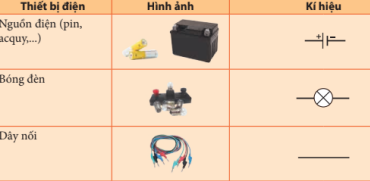 Thiết bị điện Hình ảnh Kí hiệu
Nguồn điện (pin,
acquy,...)
+ -
Bóng đèn
Dây nối